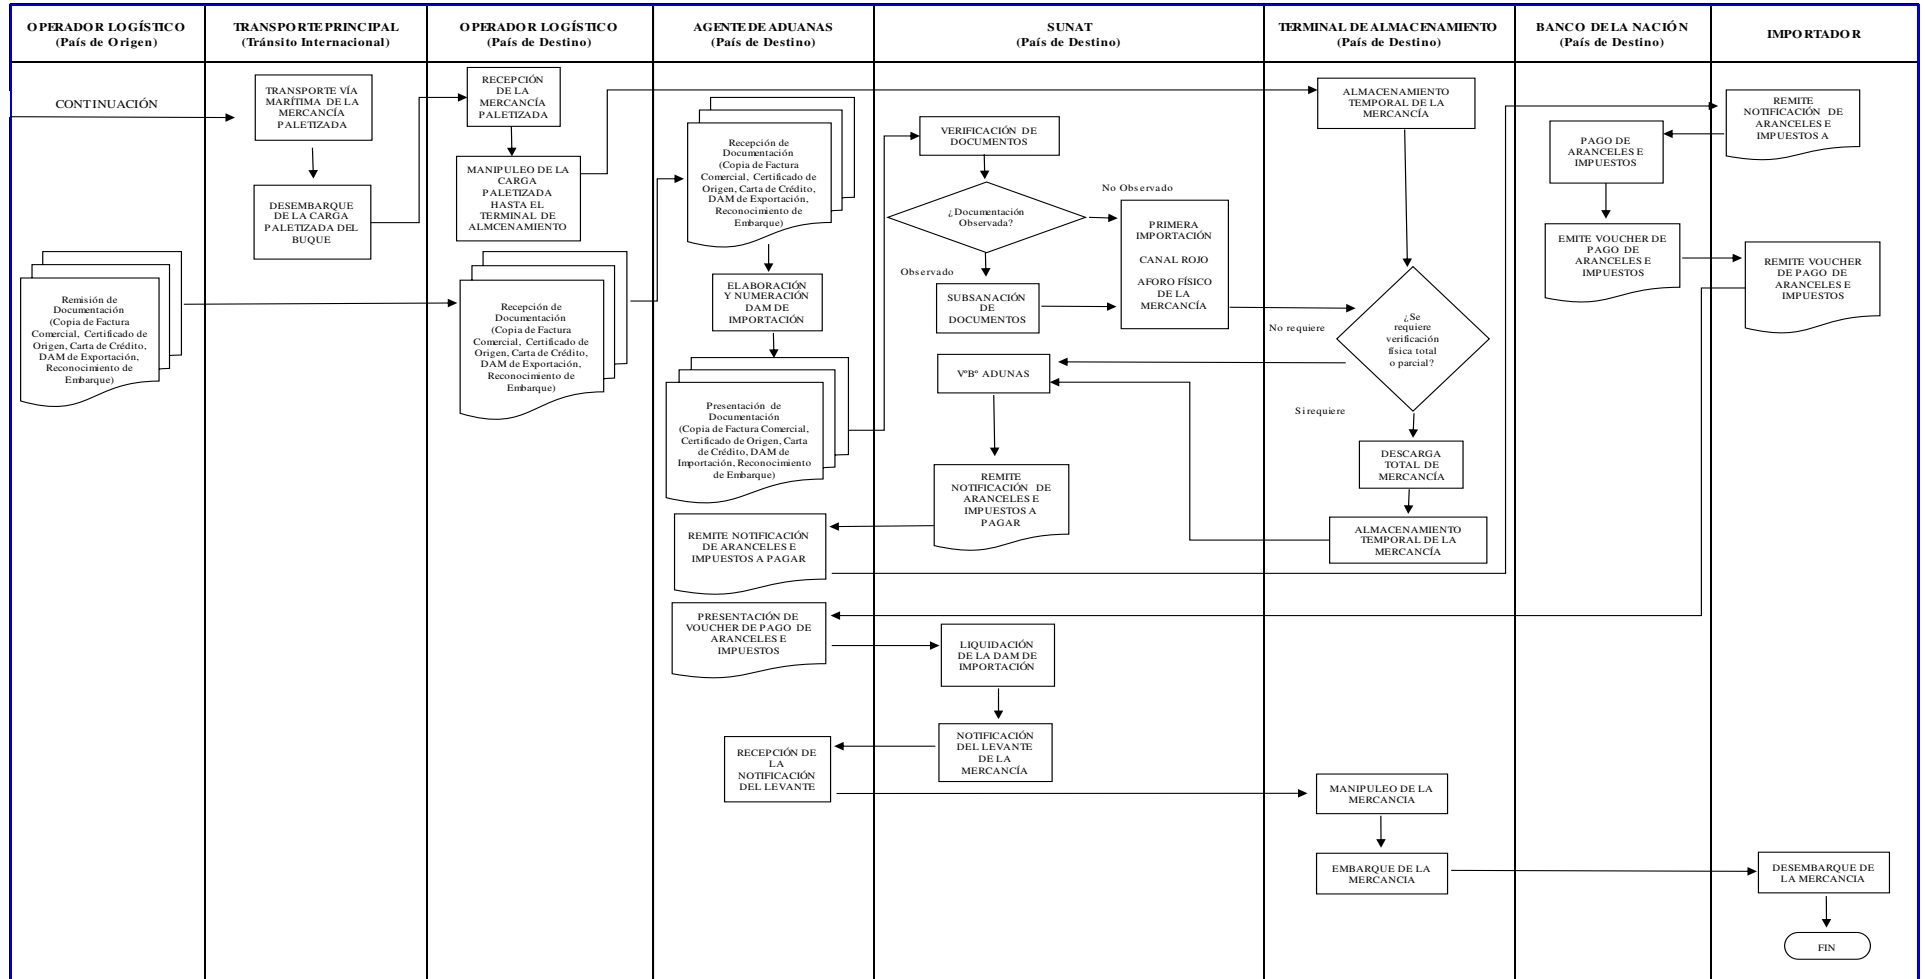 OPERADOR LOGÍSTICO
(País de Origen)
TRANSPORTE PRINCIPAL
(Tránsito Internacional)
OPERADOR LOGÍSTICO
(País de Destino)
AGENTE DE ADUANAS
(País de Destino)
SUNAT
(País de Destino)
TERMINAL DE ALMACENAMIENTO
(País de Destino)
BANCO DE LA NACIÓN
(País de Destino)
IMPORTADOR
CONTINUACIÓN
Remisión de
Documentación
(Copia de Factura
Comercial, Certificado de
Origen, Carta de Crédito,
DAM de Exportación,
Reconocimiento de
Embarque)
TRANSPORTE VÍA
MARÍTIMA DE LA
MERCANCÍA
PALETIZADA
DESEMBARQUE
DE LA CARGA
PALETIZADA DEL
BUQUE
RECEPCIÓN
DE LA
MERCANCÍA
PALETIZADA
MANIPULEO DE LA
CARGA
PALETIZADA
HASTA EL
TERMINAL DE
ALMCENAMIENTO
Recepción de
Documentación
(Copia de Factura
Comercial, Certificado de
Origen, Carta de Crédito,
DAM de Exportación,
Reconocimiento de
Embarque)
Recepción de
Documentación
(Copia de Factura
Comercial, Certificado de
Origen, Carta de Crédito,
DAM de Exportación,
Reconocimiento de
Embarque)
ELABORACIÓN
Y NUMERACIÓN
DAM DE
IMPORTACIÓN
Presentación de
Documentación
(Copia de Factura Comercial,
Certificado de Origen, Carta
de Crédito, DAM de
Importación, Reconocimiento
de Embarque)
REMITE NOTIFICACIÓN
DE ARANCELES E
IMPUESTOS A PAGAR
PRESENTACIÓN DE
VOUCHER DE PAGO DE
ARANCELES E
IMPUESTOS
RECEPCIÓN DE
LA
NOTIFICACIÓN
DEL LEVANTE
VERIFICACIÓN DE
DOCUMENTOS
¿Documentación
Observada?
No Observado
Observado
PRIMERA
IMPORTACIÓN
CANAL ROJO
AFORO FÍSICO
DE LA
MERCANCÍA
SUBSANACIÓN
DE
DOCUMENTOS
VºBº ADUNAS
REMITE
NOTIFICACIÓN DE
ARANCELES E
IMPUESTOS A
PAGAR
LIQUIDACIÓN
DE LA DAM DE
IMPORTACIÓN
NOTIFICACIÓN
DEL LEVANTE
DE LA
MERCANCÍA
ALMACENAMIENTO
TEMPORAL DE LA
MERCANCÍA
¿Se
requiere
verificación
física total
o parcial?
No requiere
Si requiere
DESCARGA
TOTAL DE
MERCANCÍA
ALMACENAMIENTO
TEMPORAL DE LA
MERCANCÍA
MANIPULEO DE LA
MERCANCIA
EMBARQUE DE LA
MERCANCIA
PAGO DE
ARANCELES E
IMPUESTOS
EMITE VOUCHER DE
PAGO DE
ARANCELES E
IMPUESTOS
REMITE
NOTIFICACIÓN DE
ARANCELES E
IMPUESTOS A
REMITE VOUCHER
DE PAGO DE
ARANCELES E
IMPUESTOS
DESEMBARQUE DE
LA MERCANCIA
FIN